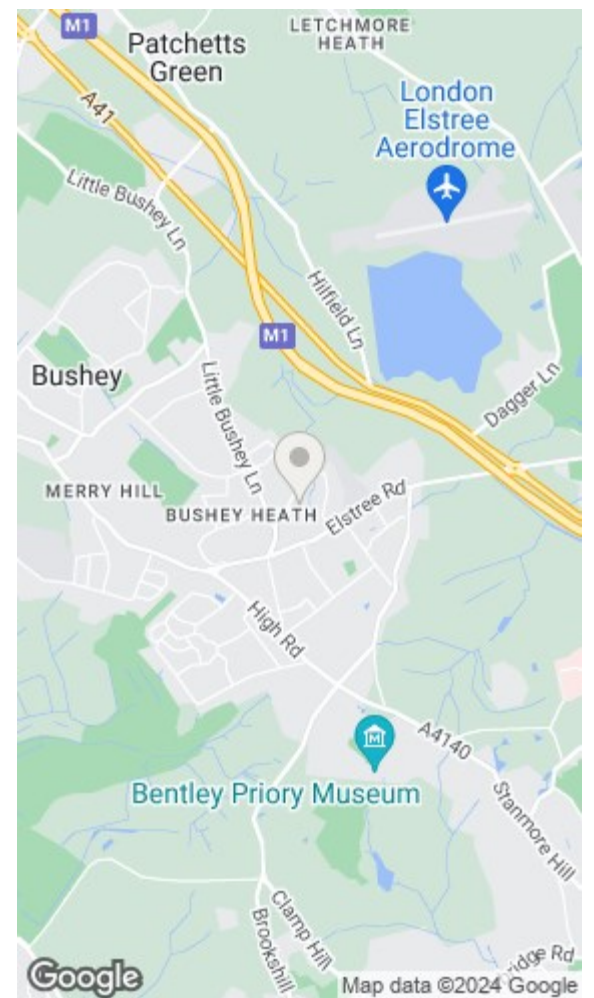 M1
Patchetts
Green
LETCHMORE
HEATH
A41
London
Elstree
Aerodrome
Little Bushey Ln
Hilfield Ln
M1
Bushey
Little Bushey Ln
Dagger Ln
MERRY HILL
BUSHEY HEATH
Elstree Rd
High Rd
A4140
Bentley Priory Museum
Stanmore Hill
Clamp Hill
Brookshill
Google
Map data ©2024 Google